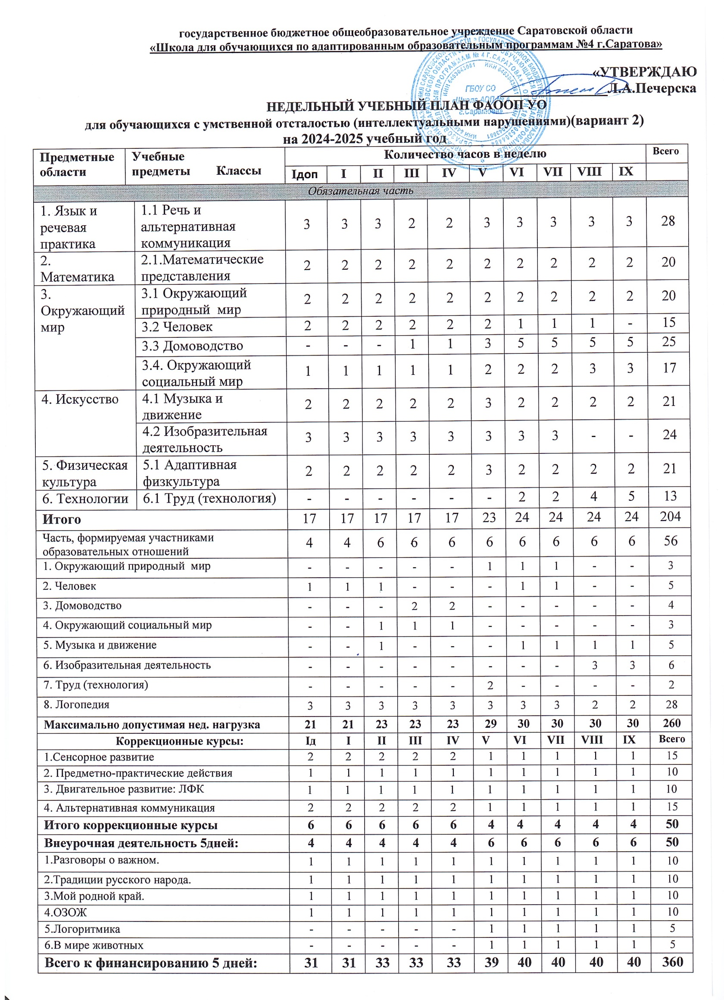 государственное бюджетное общеобразовательное учреждение Саратовской области
«Школа для обучающихся по адаптированным образовательным программам №4 г.Саратова»
«УТВЕРЖДАЮ
Л.А.Печерска
ГБОУ СО
г.Саратова»
НЕДЕЛЬНЫЙ УЧЕБНЫЙ ПЛАН ФАООП УО
для обучающихся с умственной отсталостью (интеллектуальными нарушениями)(вариант 2)
на 2024-2025 учебный год
Предметные области Учебные предметы Классы Количество часов в неделю Всего
Iдоп I II III IV V VI VII VIII IX
Обязательная часть
1. Язык и речевая практика 1.1 Речь и альтернативная коммуникация 3 3 3 2 2 3 3 3 3 3 28
2. Математика 2.1.Математические представления 2 2 2 2 2 2 2 2 2 2 20
3. Окружающий мир 3.1 Окружающий природный мир 2 2 2 2 2 2 2 2 2 2 20
3.2 Человек 2 2 2 2 2 2 1 1 1 - 15
3.3 Домоводство - - - 1 1 3 5 5 5 5 25
3.4. Окружающий социальный мир 1 1 1 1 1 2 2 2 3 3 17
4. Искусство 4.1 Музыка и движение 2 2 2 2 2 3 2 2 2 2 21
4.2 Изобразительная деятельность 3 3 3 3 3 3 3 3 - - 24
5. Физическая культура 5.1 Адаптивная физкультура 2 2 2 2 2 3 2 2 2 2 21
6. Технологии 6.1 Труд (технология) - - - - - - 2 2 4 5 13
Итого 17 17 17 17 17 23 24 24 24 24 204
Часть, формируемая участниками образовательных отношений 4 4 6 6 6 6 6 6 6 6 56
1. Окружающий природный мир - - - - - 1 1 1 - - 3
2. Человек 1 1 1 - - - 1 1 - - 5
3. Домоводство - - - 2 2 - - - - - 4
4. Окружающий социальный мир - - 1 1 1 - - - - - 3
5. Музыка и движение - - 1 - - - 1 1 1 1 5
6. Изобразительная деятельность - - - - - - - - 3 3 6
7. Труд (технология) - - - - - 2 - - - - 2
8. Логопедия 3 3 3 3 3 3 3 3 2 2 28
Максимально допустимая нед. нагрузка 21 21 23 23 23 29 30 30 30 30 260
Коррекционные курсы: Iд I II III IV V VI VII VIII IX Всего
1.Сенсорное развитие 2 2 2 2 2 1 1 1 1 1 15
2. Предметно-практические действия 1 1 1 1 1 1 1 1 1 1 10
3. Двигательное развитие: ЛФК 1 1 1 1 1 1 1 1 1 1 10
4. Альтернативная коммуникация 2 2 2 2 2 1 1 1 1 1 15
Итого коррекционные курсы 6 6 6 6 6 4 4 4 4 4 50
Внеурочная деятельность 5дней: 4 4 4 4 4 6 6 6 6 6 50
1.Разговоры о важном. 1 1 1 1 1 1 1 1 1 1 10
2.Традиции русского народа. 1 1 1 1 1 1 1 1 1 1 10
3.Мой родной край. 1 1 1 1 1 1 1 1 1 1 10
4.ОЗОЖ 1 1 1 1 1 1 1 1 1 1 10
5.Логоритмика - - - - - 1 1 1 1 1 5
6.В мире животных - - - - - 1 1 1 1 1 5
Всего к финансированию 5 дней: 31 31 33 33 33 39 40 40 40 40 360